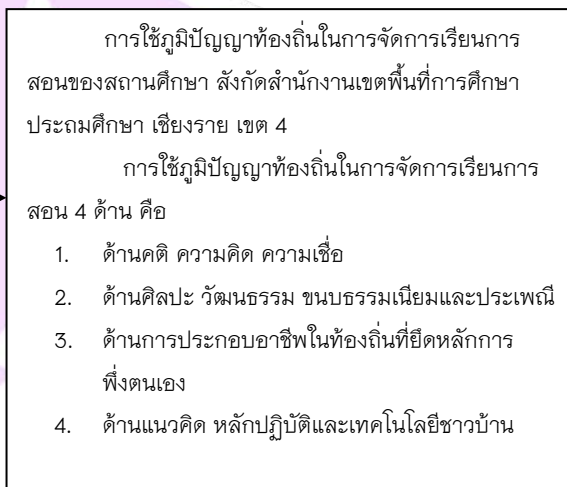 การใช้ภูมิปัญญาท้องถิ่นในการจัดการเรียนการ
สอนของสถานศึกษา สังกัดสำนักงานเขตพื้นที่การศึกษา
ประถมศึกษา เชียงราย เขต 4
การใช้ภูมิปัญญาท้องถิ่นในการจัดการเรียนการ
สอน 4 ด้าน คือ
1. ด้านคติ ความคิด ความเชื่อ
2. ด้านศิลปะ วัฒนธรรม ขนบธรรมเนียมและประเพณี
3. ด้านการประกอบอาชีพในท้องถิ่นที่ยึดหลักการ
พึ่งตนเอง
4. ด้านแนวคิด หลักปฏิบัติและเทคโนโลยีชาวบ้าน